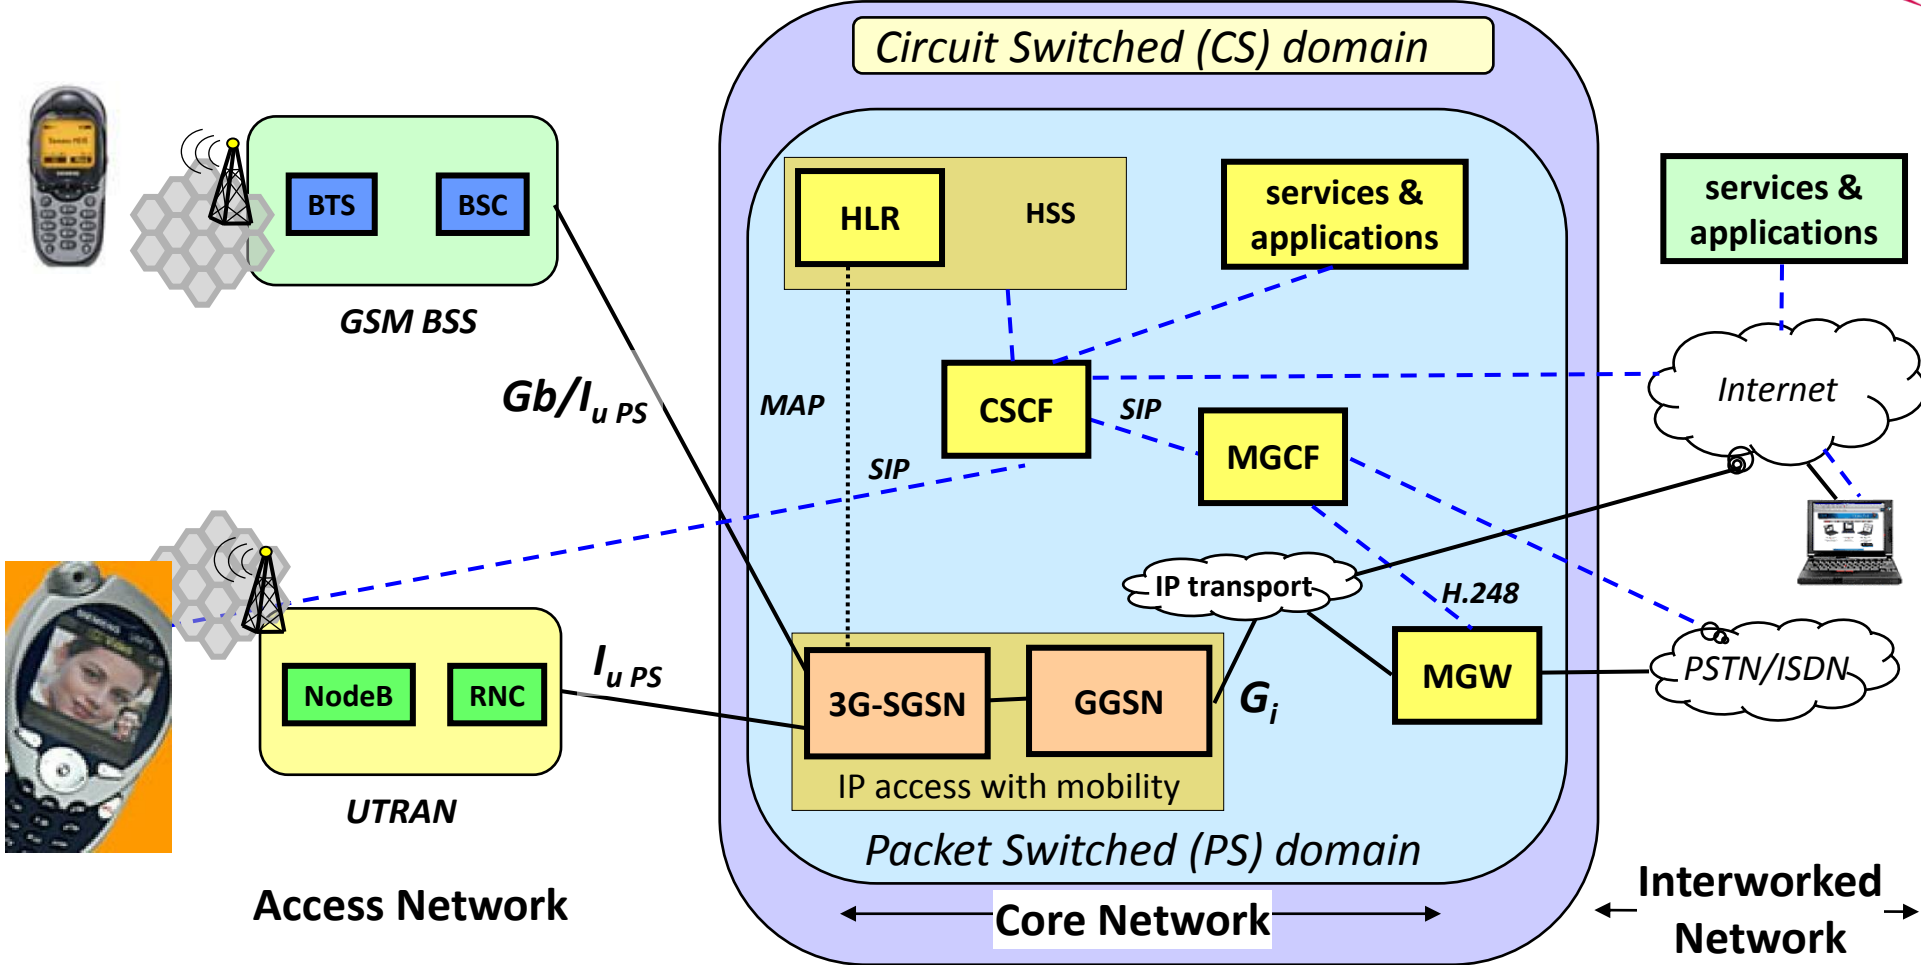 Circuit Switched (CS) domain
BTS
BSC
GSM BSS
HLR
HSS
services &
applications
services &
applications
Gb/Iu PS
MAP
CSCF
SIP
MGCF
SIP
Internet
IP transport
H.248
NodeB
RNC
UTRAN
Iu PS
3G-SGSN
GGSN
Gi
MGW
PSTN/ISDN
IP access with mobility
Packet Switched (PS) domain
Access Network
Core Network
Interworked
Network